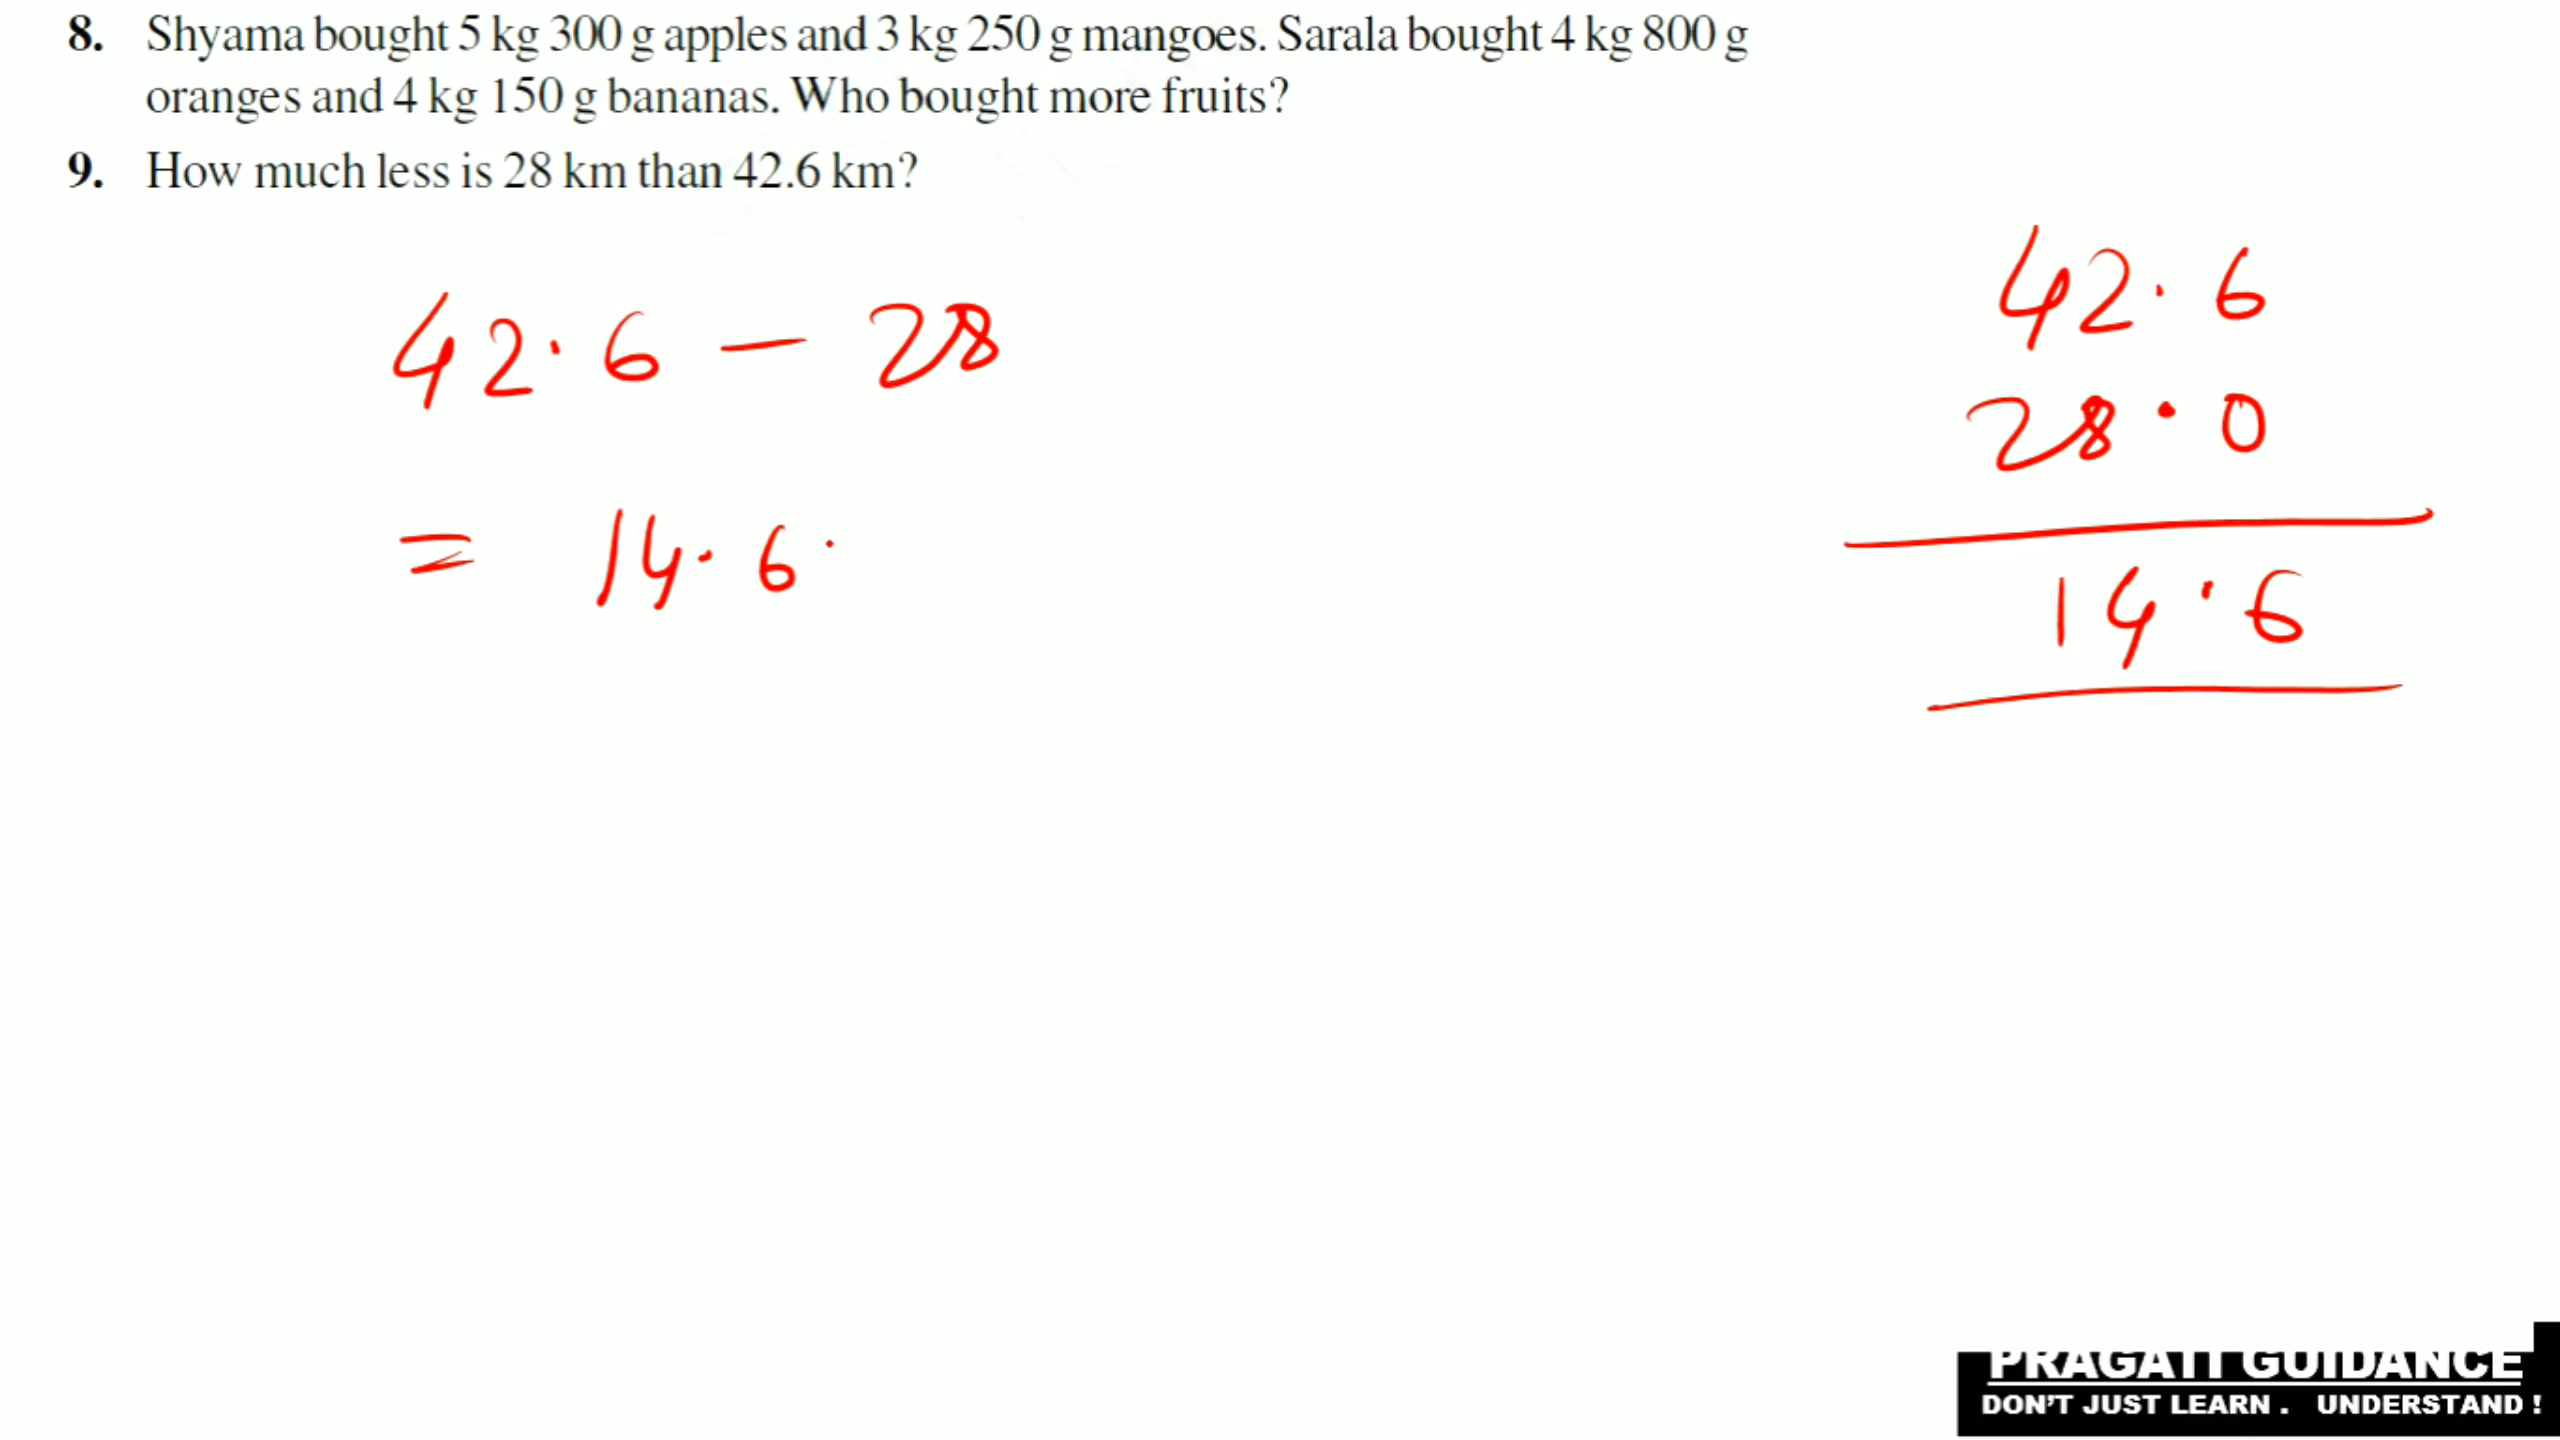 8. Shyama bought 5 kg 300 g apples and 3 kg 250 g mangoes. Sarala bought 4 kg 800 g
oranges and 4 kg 150 g bananas. Who bought more fruits?
9. How much less is 28 km than 42.6 km?
42.6 – 28
= 14.6.
42.6
28.0
14.6
PRAGATI GUIDANCE
DON'T JUST LEARN . UNDERSTAND !